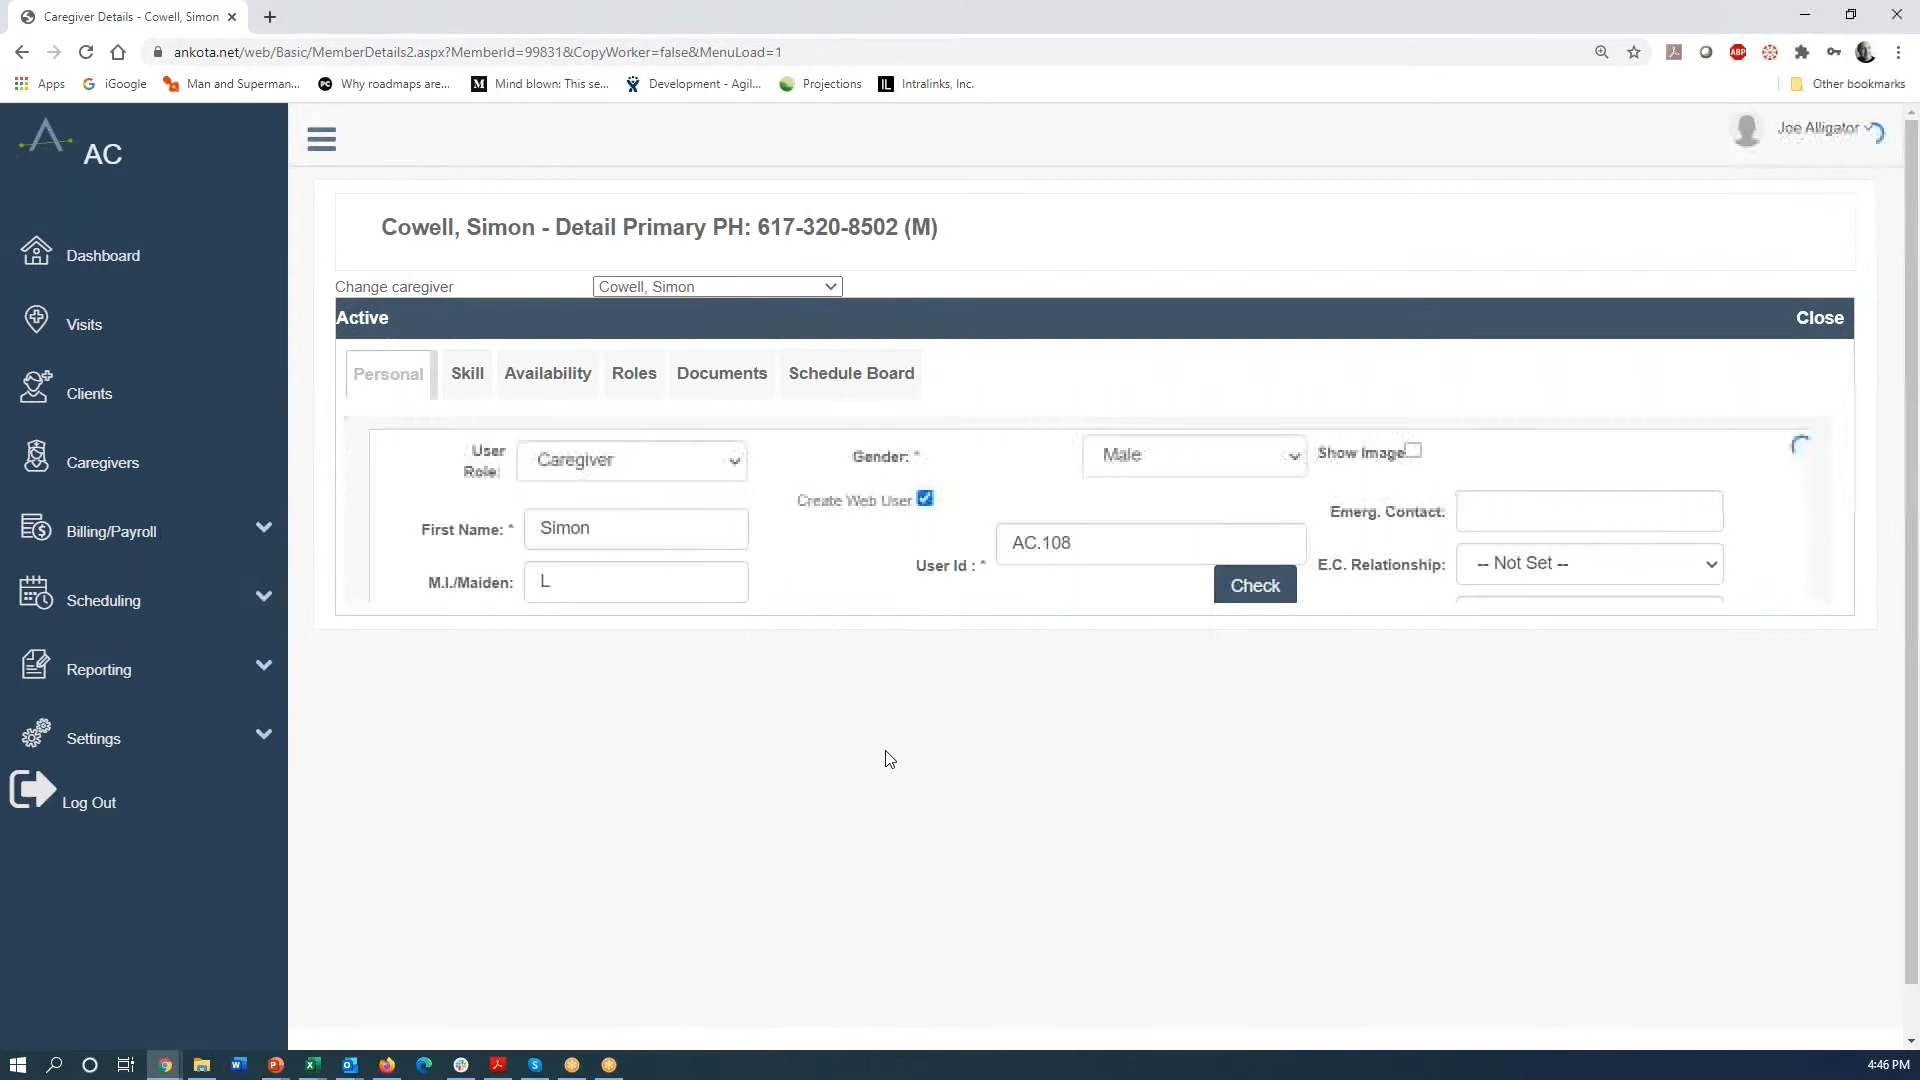 Caregiver Details - Cowell, Simon
ankota.net/web/Basic/MemberDetails2.aspx?MemberId=99831&CopyWorker=false&MenuLoad=1
ABP
Apps
G iGoogle
Man and Superman...
PC Why roadmaps are...
M Mind blown: This se...
Development - Agil...
Projections
IL Intralinks, Inc.
Other bookmarks
AC
Joe Alligator
Dashboard
Visits
Clients
Caregivers
Billing/Payroll
Scheduling
Reporting
Settings
Log Out
Cowell, Simon - Detail Primary PH: 617-320-8502 (M)
Change caregiver
Cowell, Simon
Active
Close
Personal
Skill
Availability
Roles
Documents
Schedule Board
User Role:
Caregiver
Gender: *
Male
Show Image
Create Web User
First Name: *
Simon
Emerg. Contact:
M.I./Maiden:
L
User Id : *
AC.108
Check
E.C. Relationship:
-- Not Set --
4:46 PM